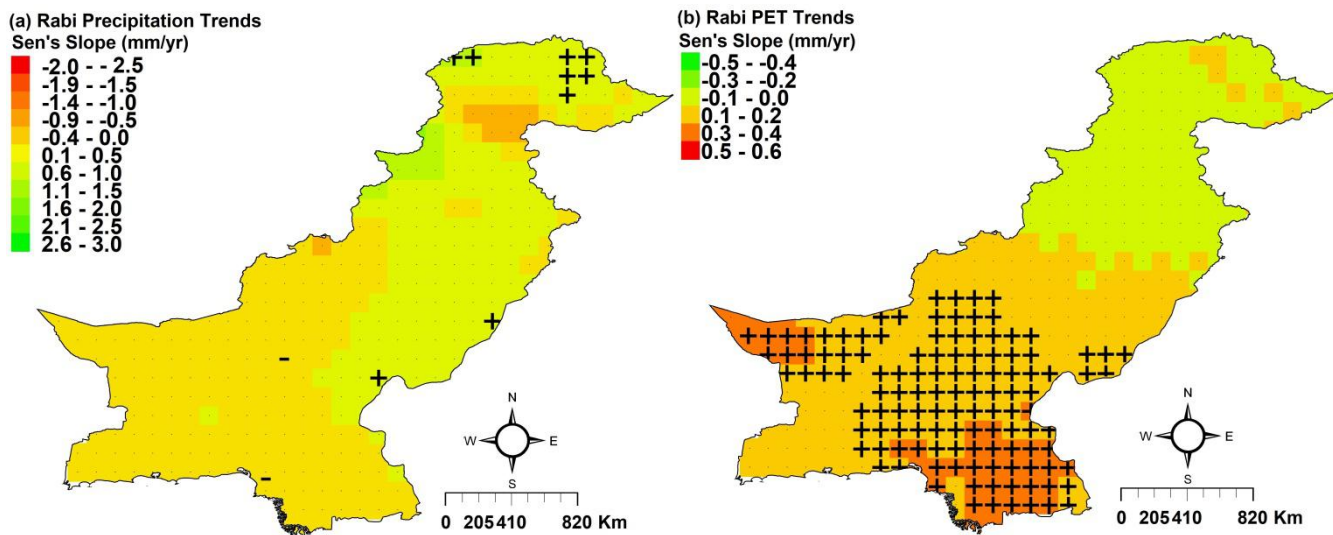 (a) Rabi Precipitation Trends
Sen's Slope (mm/yr)
-2.0 - - 2.5
-1.9 - -1.5
-1.4 - -1.0
-0.9 - -0.5
-0.4 - 0.0
0.1 - 0.5
0.6 - 1.0
1.1 - 1.5
1.6 - 2.0
2.1 - 2.5
2.6 - 3.0
N
W E
S
0 205 410 820 Km
(b) Rabi PET Trends
Sen's Slope (mm/yr)
-0.5 - -0.4
-0.3 - -0.2
-0.1 - 0.0
0.1 - 0.2
0.3 - 0.4
0.5 - 0.6
N
W E
S
0 205 410 820 Km